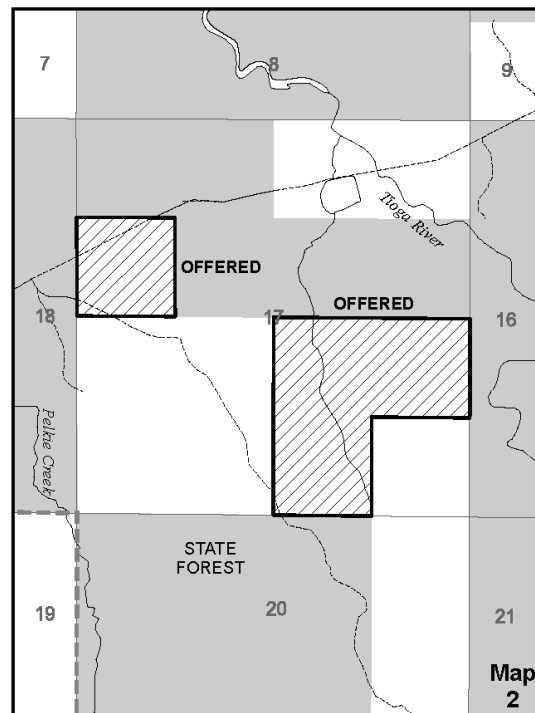 7
8
9
Tioga River
OFFERED
OFFERED
18
17
16
Pelkie Creek
STATE
FOREST
19
20
21
Map
2